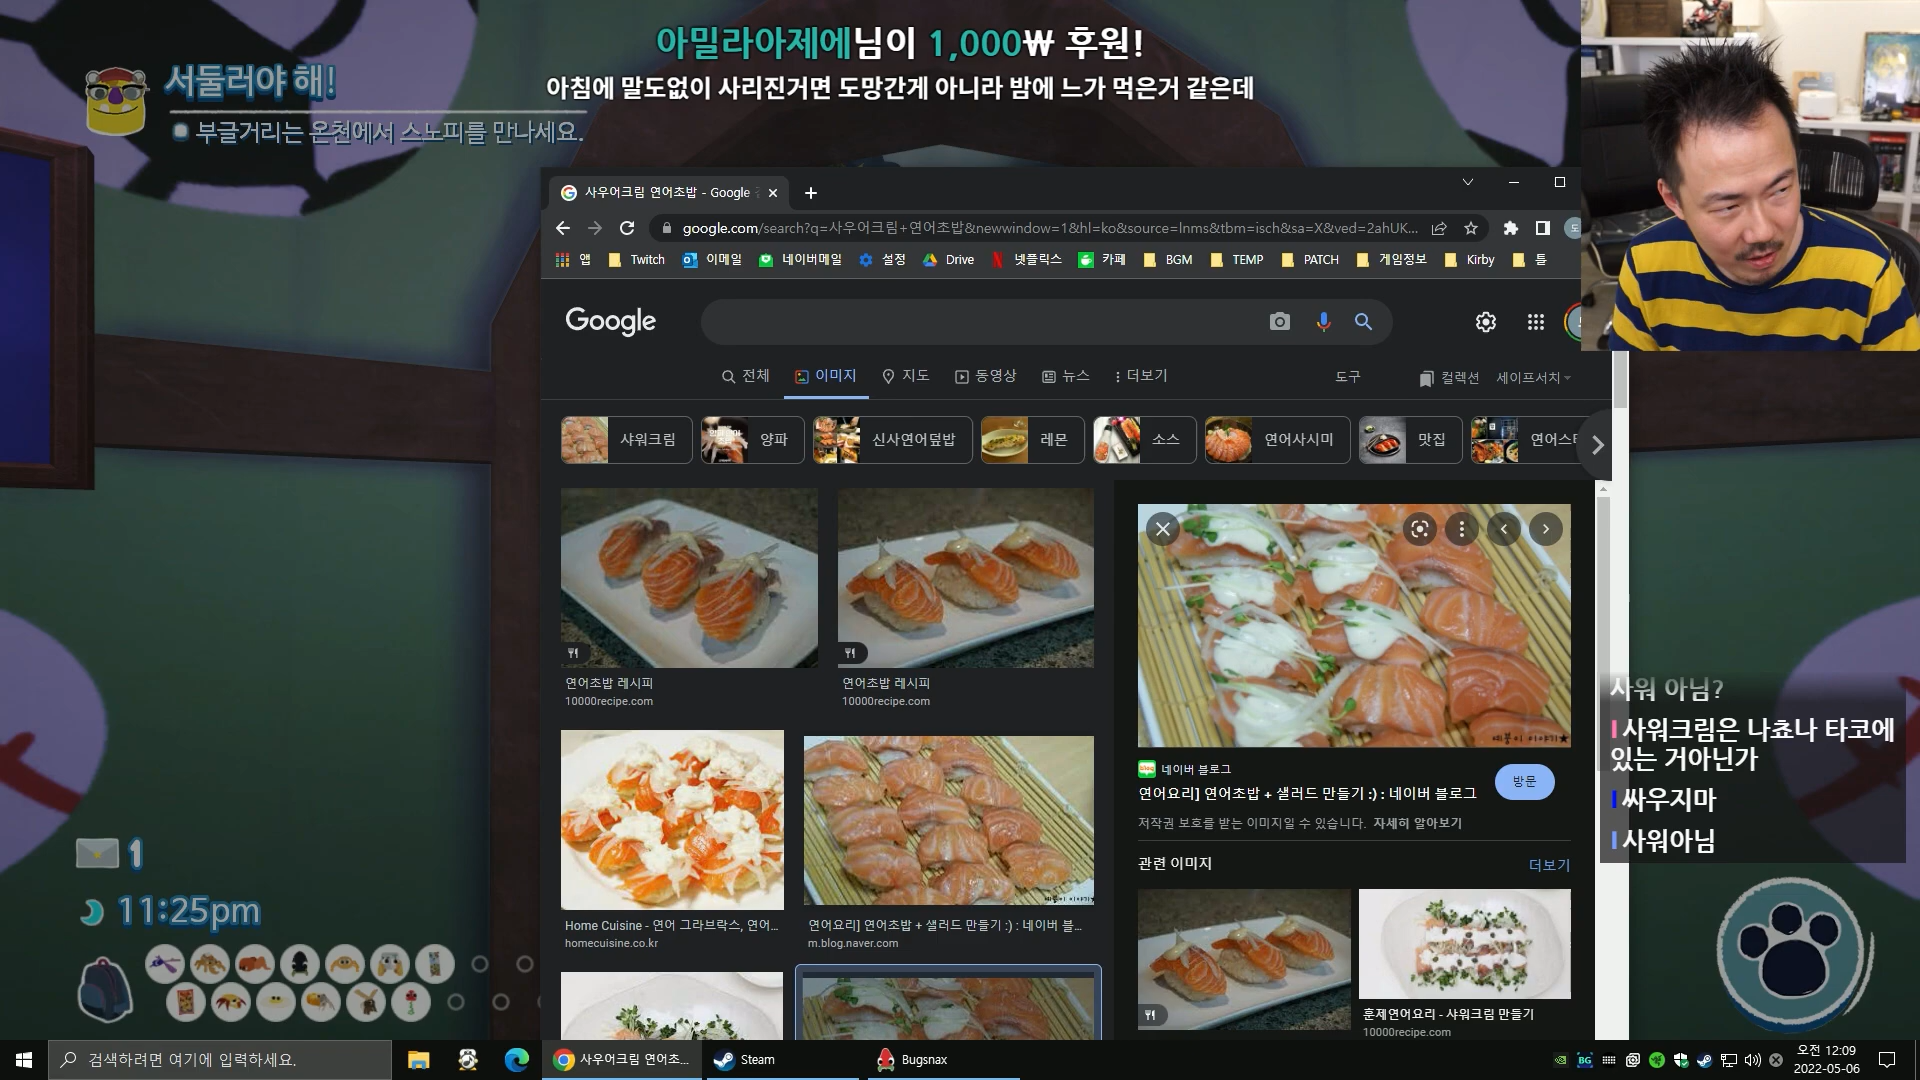 아밀라아제에님이 1,000₩ 후원!
아침에 말도없이 사리진거면 도망간게 아니라 밤에 느가 먹은거 같은데
서둘러야 해!
부글거리는 온천에서 스노피를 만나세요.
사우어크림 연어초밥 - Google
google.com/search?q=사우어크림+연어초밥&newwindow=1&hl=ko&source=lnms&tbm=isch&sa=X&ved=2ahUK...
앱 Twitch 이메일 네이버메일 설정 Drive 넷플릭스 카페 BGM TEMP PATCH 게임정보 Kirby 틀
Google
전체 이미지 지도 동영상 뉴스 더보기 도구 컬렉션 세이프서치
샤워크림 양파 신사연어덮밥 레몬 소스 연어사시미 맛집
연어초밥 레시피
10000recipe.com
연어초밥 레시피
10000recipe.com
Home Cuisine - 연어 그라브락스, 연어...
homecuisine.co.kr
연어요리] 연어초밥 + 샐러드 만들기 :) : 네이버 블...
m.blog.naver.com
네이버 블로그
연어요리] 연어초밥 + 샐러드 만들기 :) : 네이버 블로그
방문
저작권 보호를 받는 이미지일 수 있습니다. 자세히 알아보기
관련 이미지
더보기
훈제연어요리 - 샤워크림 만들기
10000recipe.com
사워 아님?
사워크림은 나쵸나 타코에
있는 거아닌가
싸우지마
사워아님
1
11:25pm
검색하려면 여기에 입력하세요.
사우어크림 연어초...
Steam
Bugsnax
BG
오전 12:09
2022-05-06